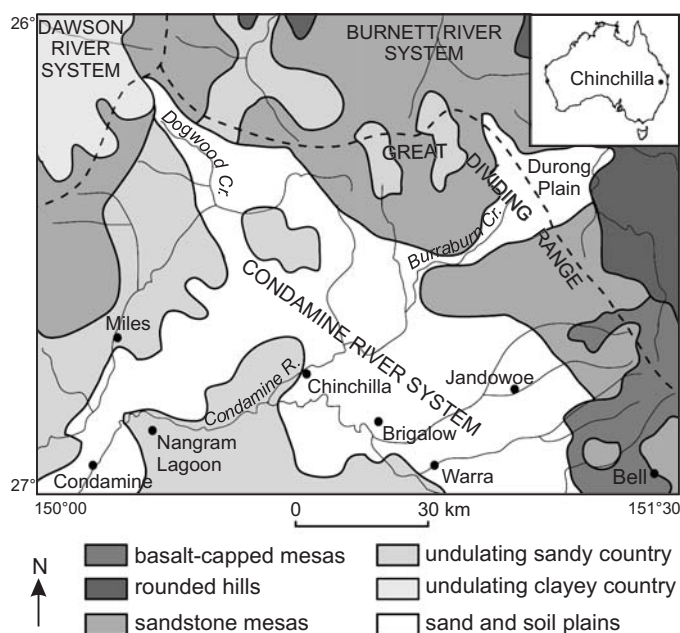 26°
DAWSON
RIVER
SYSTEM
BURNETT RIVER
SYSTEM
Chinchilla
Dogwood Cr.
GREAT
DIVIDING
RANGE
Durong
Plain
Burraburn Cr.
CONDAMINE RIVER SYSTEM
Miles
Condamine R.
Chinchilla
Jandowoe
Brigalow
Nangram
Lagoon
Condamine
Warra
Bell
27°
150°00
0
30 km
151°30
N
basalt-capped mesas
rounded hills
sandstone mesas
undulating sandy country
undulating clayey country
sand and soil plains